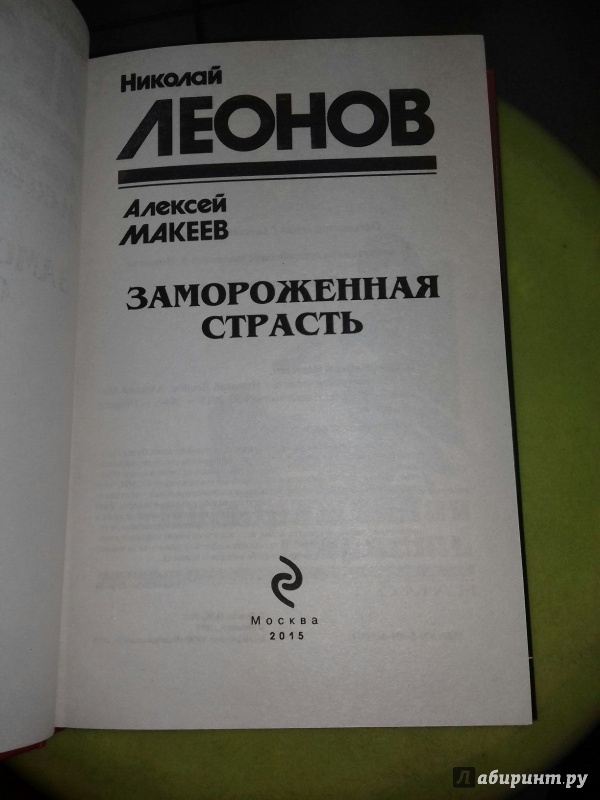 Николай
ЛЕОНОВ
Алексей
МАКЕЕВ
ЗАМОРОЖЕННАЯ
СТРАСТЬ
Москва
2015
Лабиринт.ру